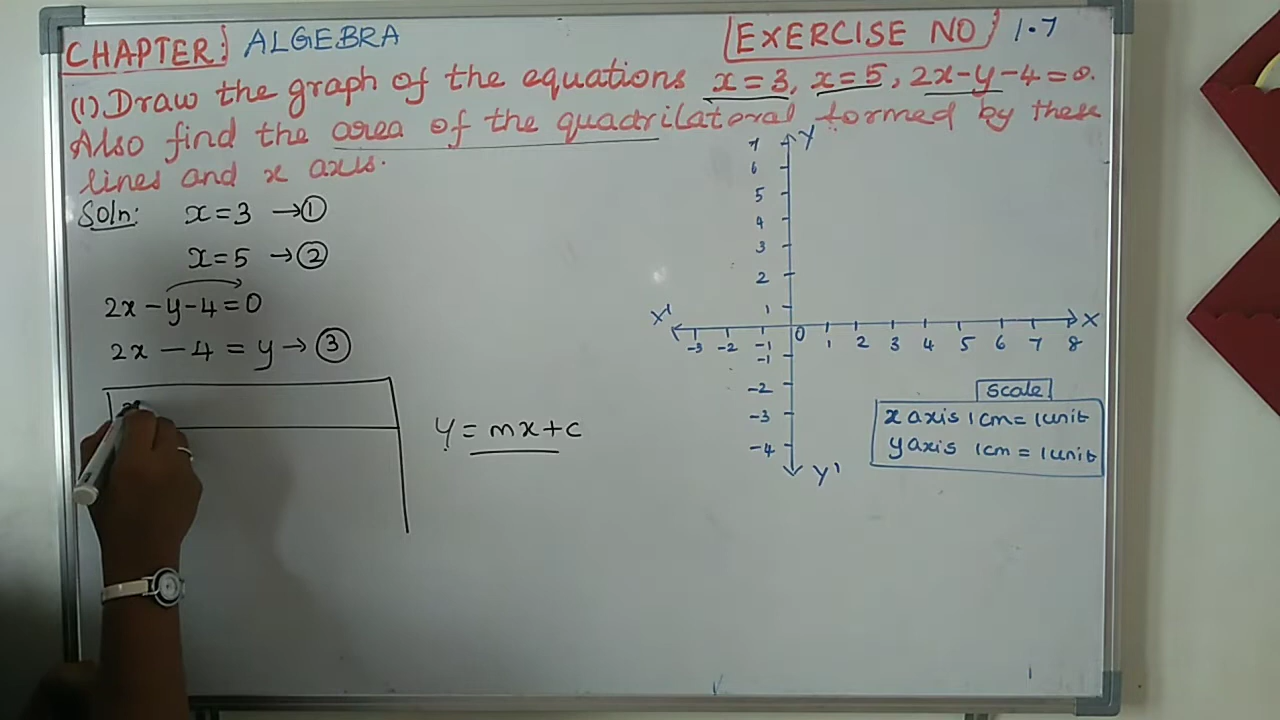 CHAPTER: ALGEBRA
EXERCISE NO 1.7
(1) Draw the graph of the equations x=3, x=5, 2x-y-4=0.
Also find the area of the quadrilateral formed by these
lines and x axis.
Soln: x=3 →①
x=5 →②
2x-y-4=0
2x-4=y→③
x
y=mx+c
Y
7
6
5
4
3
2
1
X' -3 -2 -1 0 1 2 3 4 5 6 7 8 X
-1
-2
-3
-4
Y'
Scale
x axis 1cm=1unit
y axis 1cm=1unit